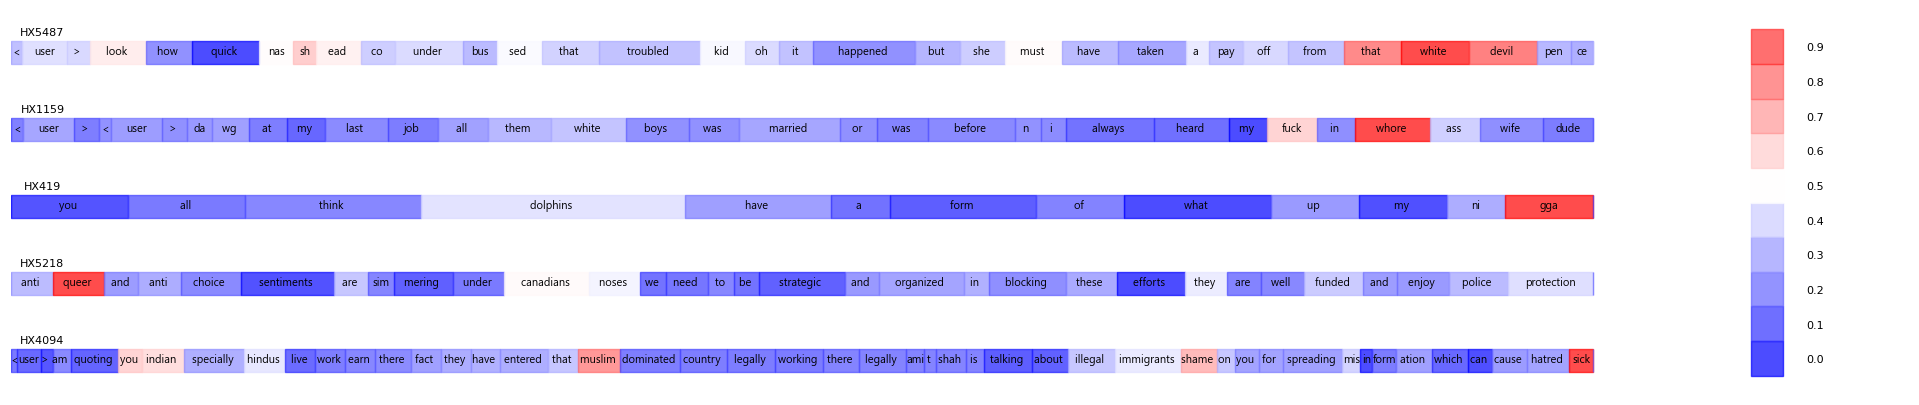 HX5487
< user > look how quick nas sh ead co under bus sed that troubled kid oh it happened but she must have taken a pay off from that white devil pen ce
HX1159
< user > < user > da wg at my last job all them white boys was married or was before n i always heard my fuck in whore ass wife dude
HX419
you all think dolphins have a form of what up my ni gga
HX5218
anti queer and anti choice sentiments are sim mering under canadians noses we need to be strategic and organized in blocking these efforts they are well funded and enjoy police protection
HX4094
< user > am quoting you indian specially hindus live work earn there fact they have entered that muslim dominated country legally working there legally ami t shah is talking about illegal immigrants shame on you for spreading mis in form ation which can cause hatred sick
0.9
0.8
0.7
0.6
0.5
0.4
0.3
0.2
0.1
0.0